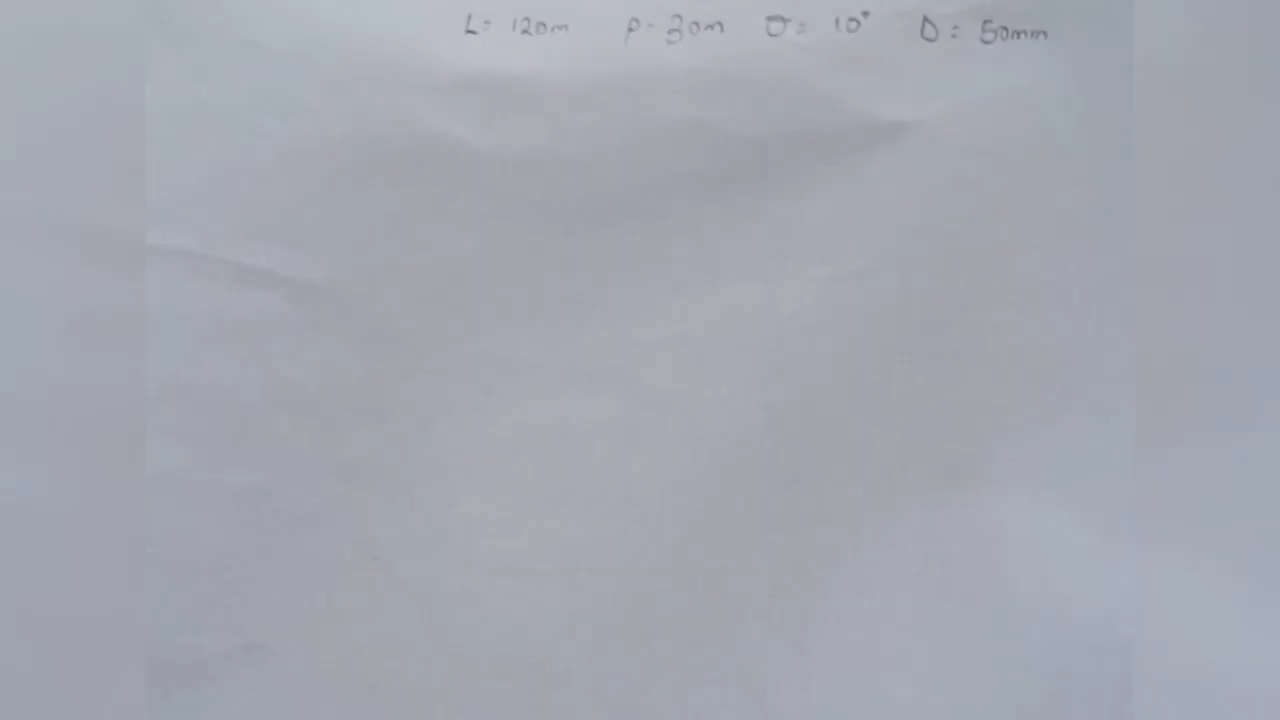 L= 120m P- 30m σ= 10° D= 50mm